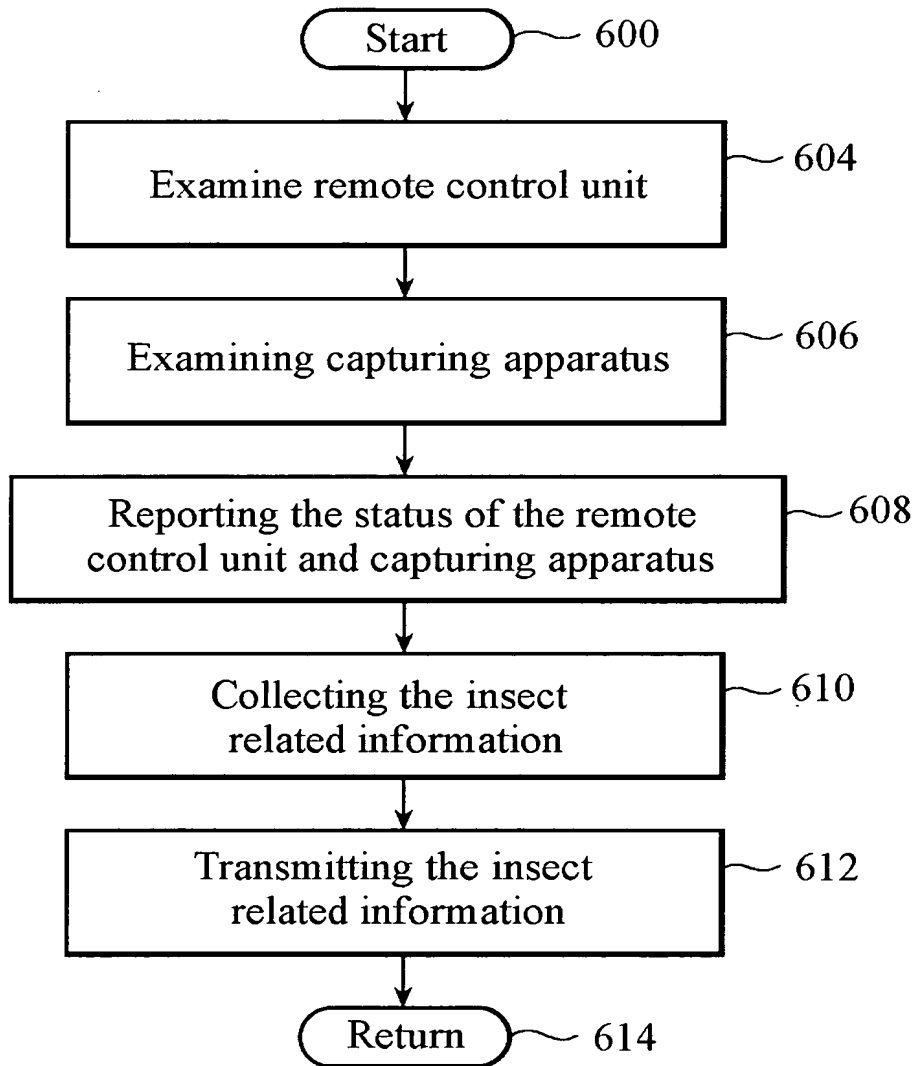 Start
600
Examine remote control unit
604
Examining capturing apparatus
606
Reporting the status of the remote
control unit and capturing apparatus
608
Collecting the insect
related information
610
Transmitting the insect
related information
612
Return
614